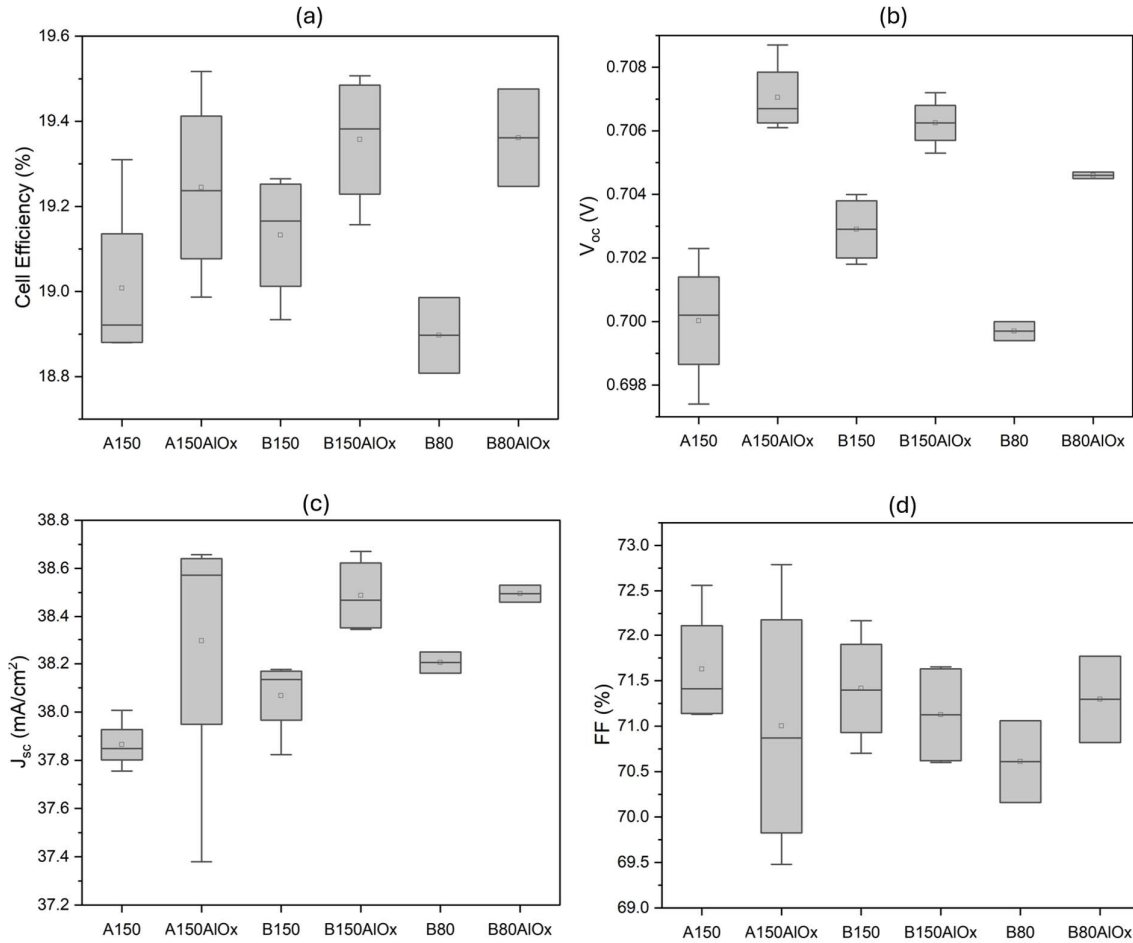 (a)
Cell Efficiency (%)
19.6
19.4
19.2
19.0
18.8
A150 A150AlOx B150 B150AlOx B80 B80AlOx
(b)
V_oc (V)
0.708
0.706
0.704
0.702
0.700
0.698
A150 A150AlOx B150 B150AlOx B80 B80AlOx
(c)
J_sc (mA/cm²)
38.8
38.6
38.4
38.2
38.0
37.8
37.6
37.4
37.2
A150 A150AlOx B150 B150AlOx B80 B80AlOx
(d)
FF (%)
73.0
72.5
72.0
71.5
71.0
70.5
70.0
69.5
69.0
A150 A150AlOx B150 B150AlOx B80 B80AlOx